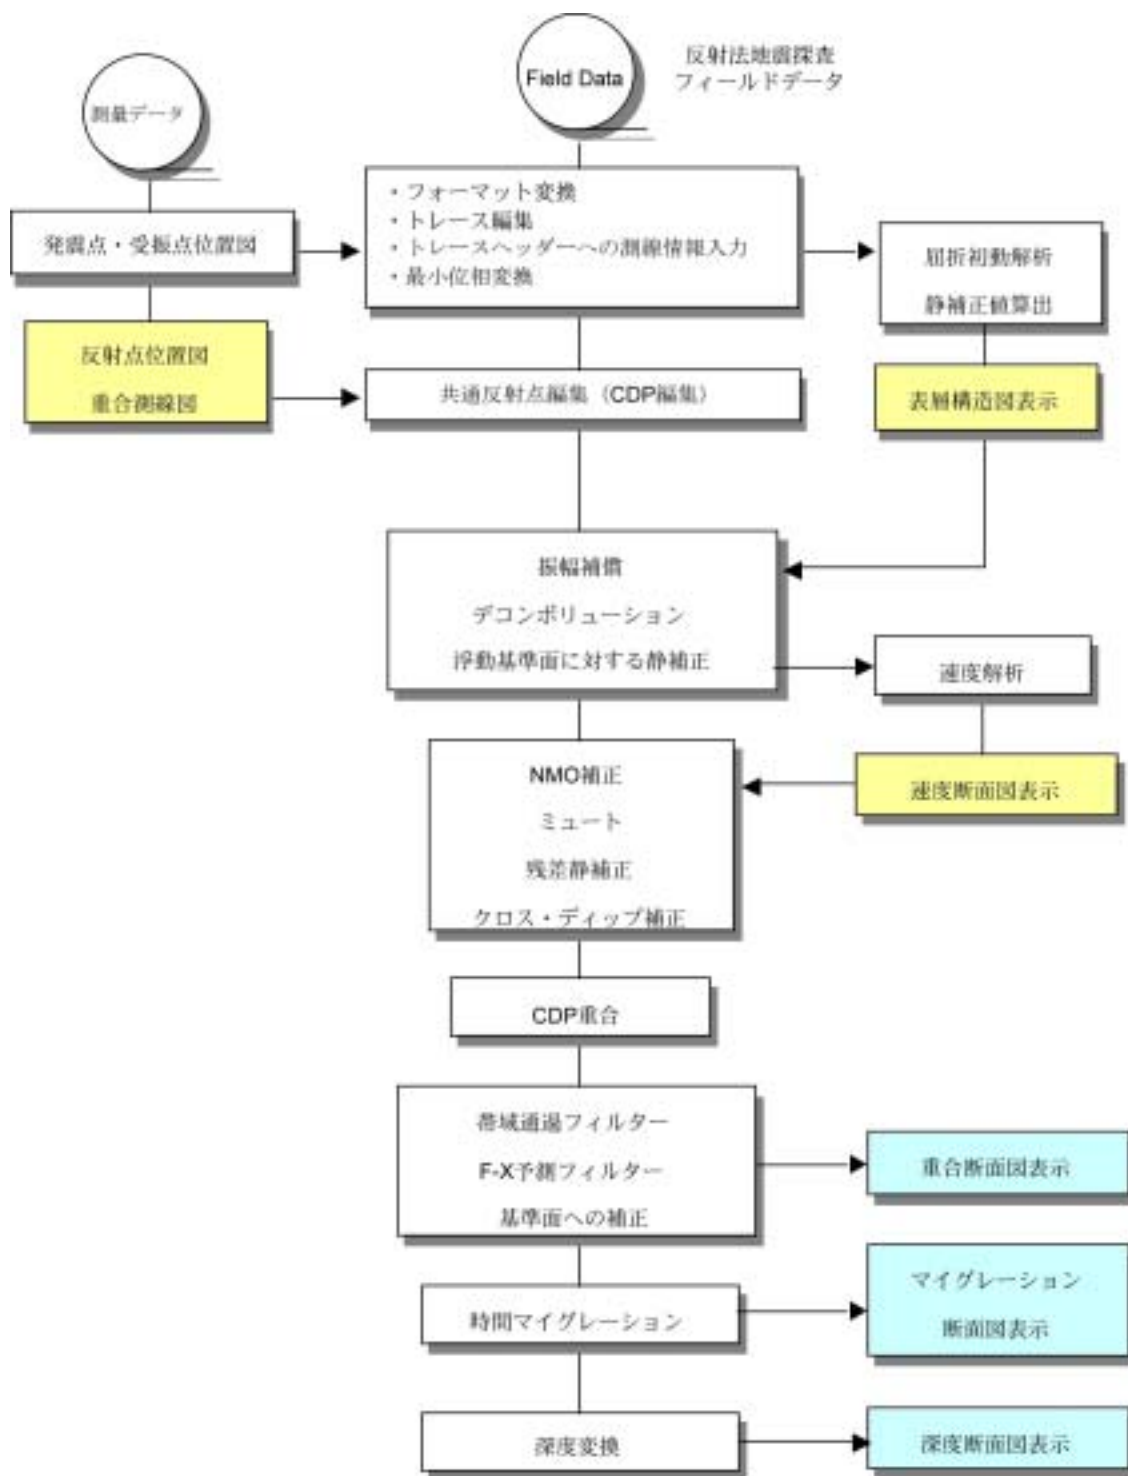 測量データ
Field Data
反射法地震探査
フィールドデータ
発震点・受振点位置図
・フォーマット変換
・トレース編集
・トレースヘッダーへの測線情報入力
・最小位相変換
屈折初動解析
静補正値算出
反射点位置図
重合測線図
共通反射点編集(CDP編集)
表層構造図表示
振幅補償
デコンボリューション
浮動基準面に対する静補正
速度解析
NMO補正
ミュート
残差静補正
クロス・ディップ補正
速度断面図表示
CDP重合
帯域通過フィルター
F-X予測フィルター
基準面への補正
重合断面図表示
時間マイグレーション
マイグレーション
断面図表示
深度変換
深度断面図表示